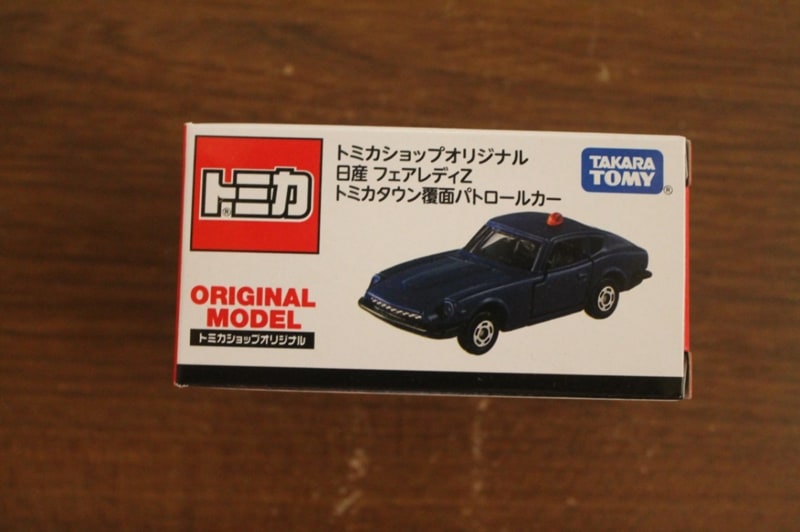 トミカ
®
トミカショップオリジナル
日産 フェアレディZ
トミカタウン覆面パトロールカー
TAKARA
TOMY
®
ORIGINAL
MODEL
トミカショップオリジナル